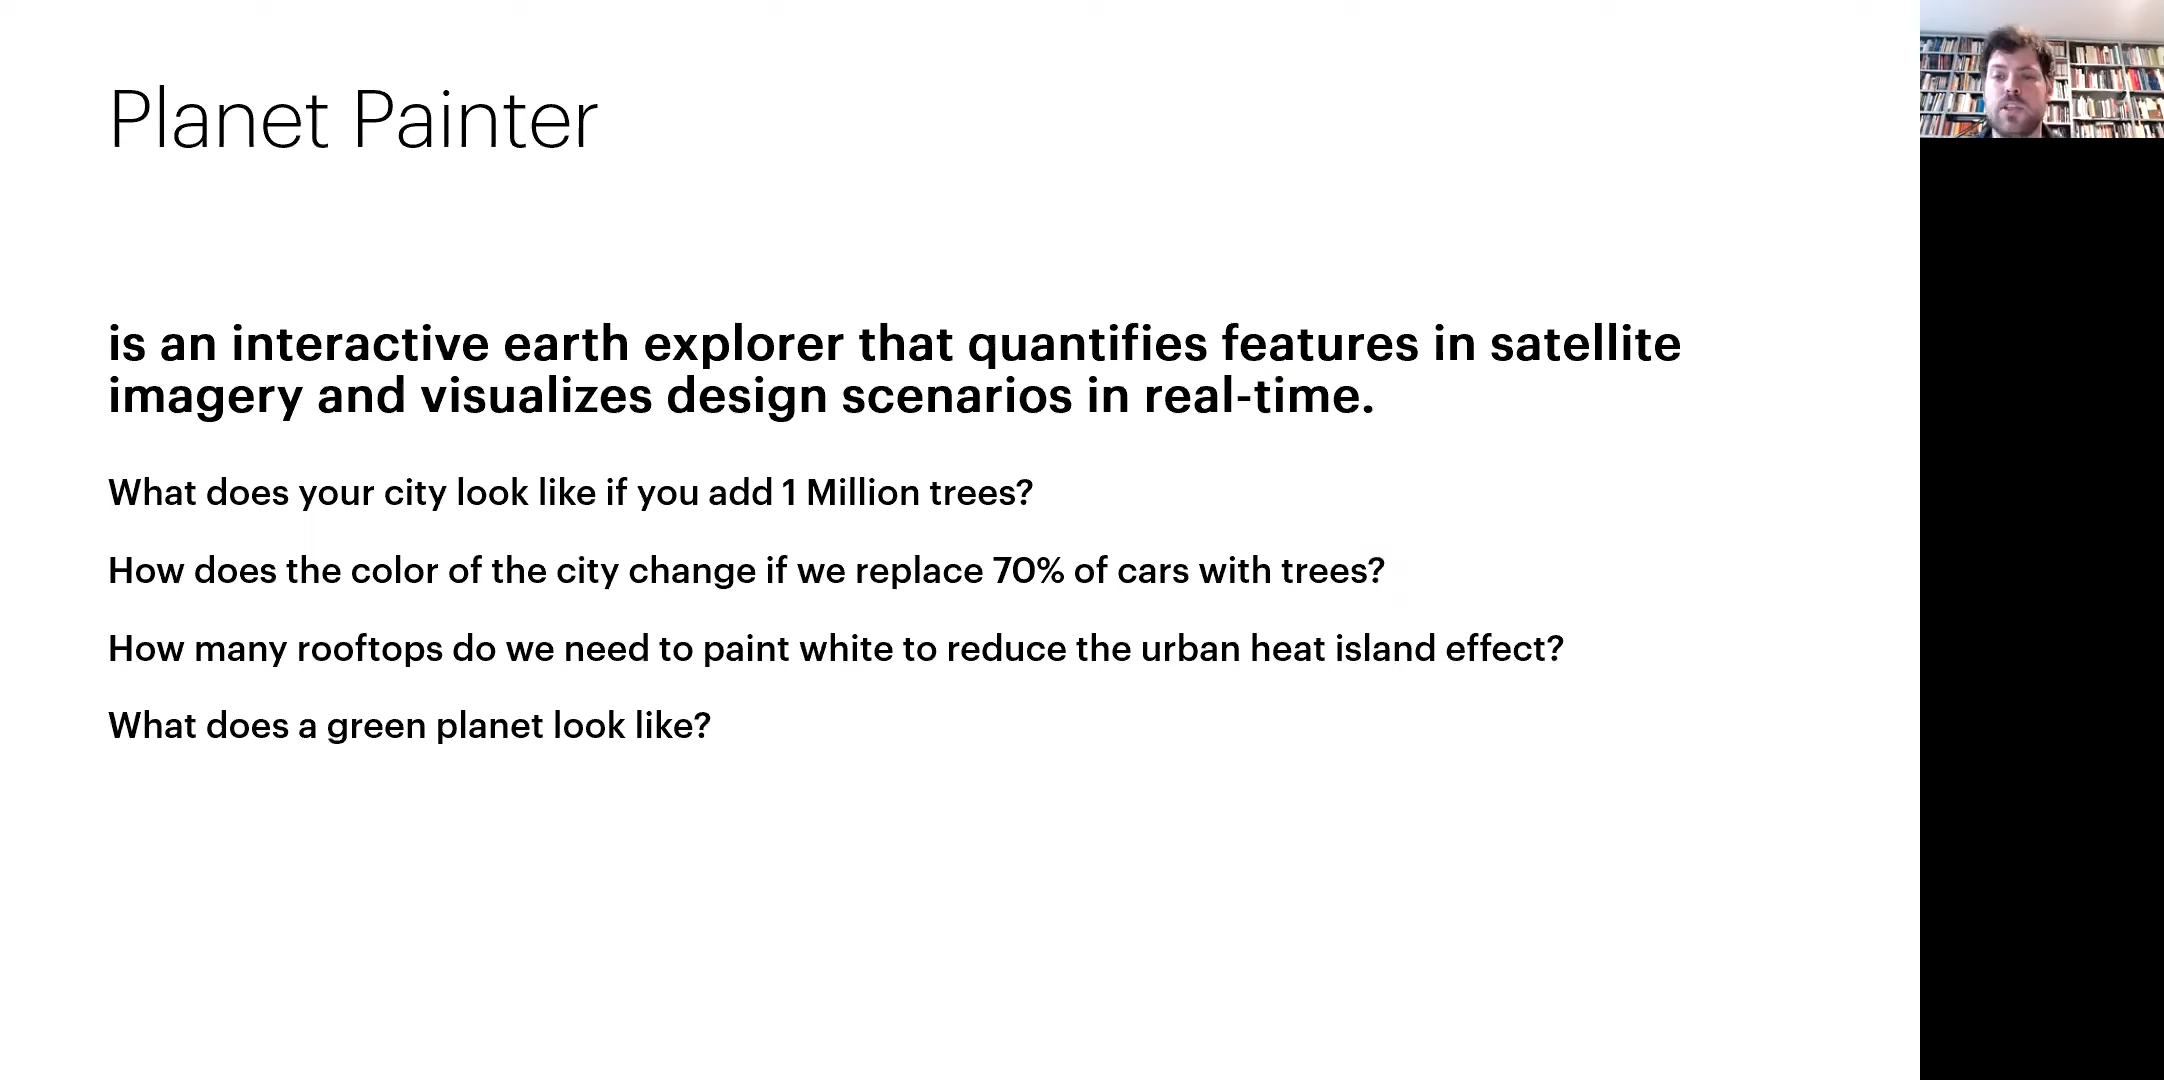 Planet Painter
is an interactive earth explorer that quantifies features in satellite
imagery and visualizes design scenarios in real-time.
What does your city look like if you add 1 Million trees?
How does the color of the city change if we replace 70% of cars with trees?
How many rooftops do we need to paint white to reduce the urban heat island effect?
What does a green planet look like?